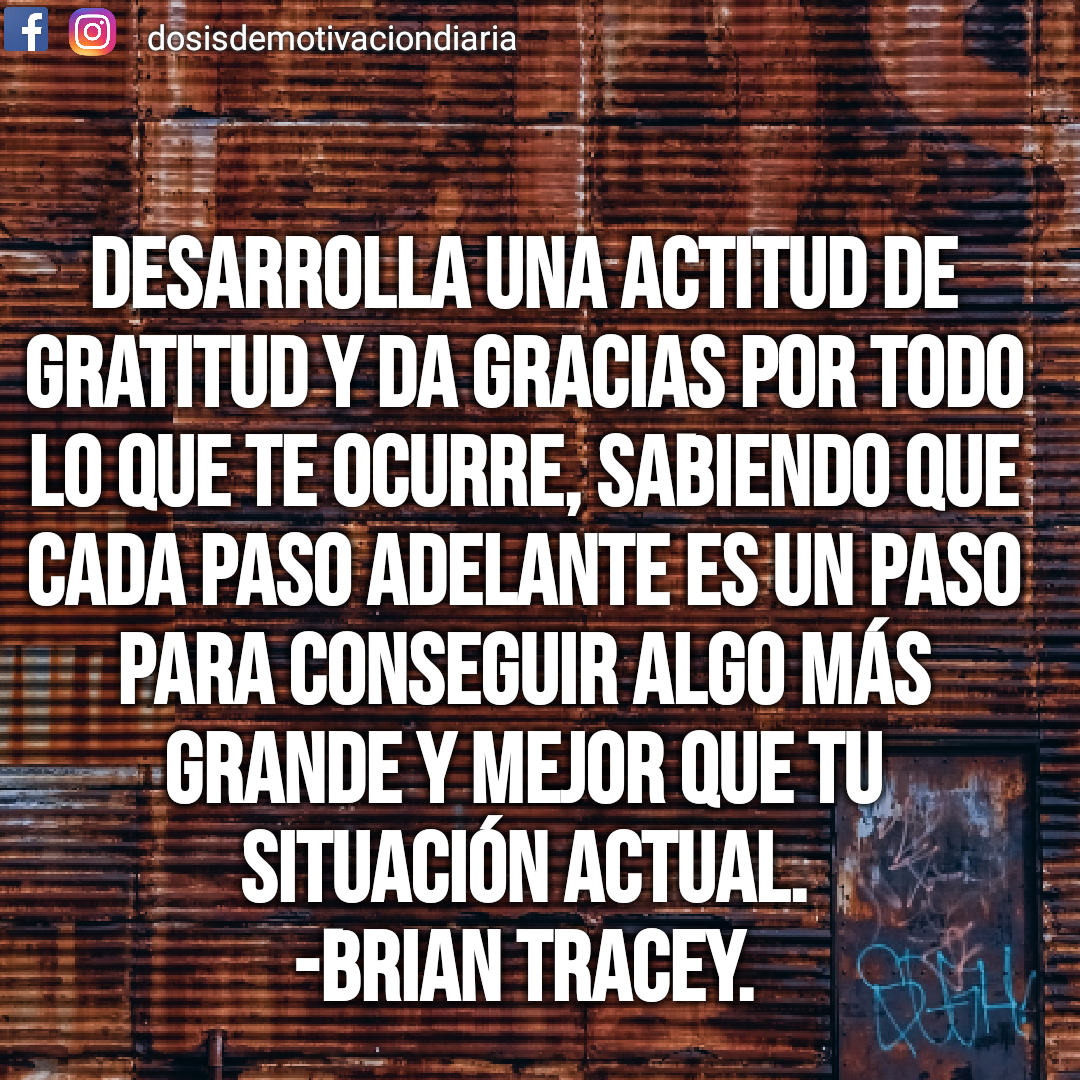 dosisdemotivaciondiaria
DESARROLLA UNA ACTITUD DE
GRATITUD Y DA GRACIAS POR TODO
LO QUE TE OCURRE, SABIENDO QUE
CADA PASO ADELANTE ES UN PASO
PARA CONSEGUIR ALGO MÁS
GRANDE Y MEJOR QUE TU
SITUACIÓN ACTUAL.
-BRIAN TRACEY.